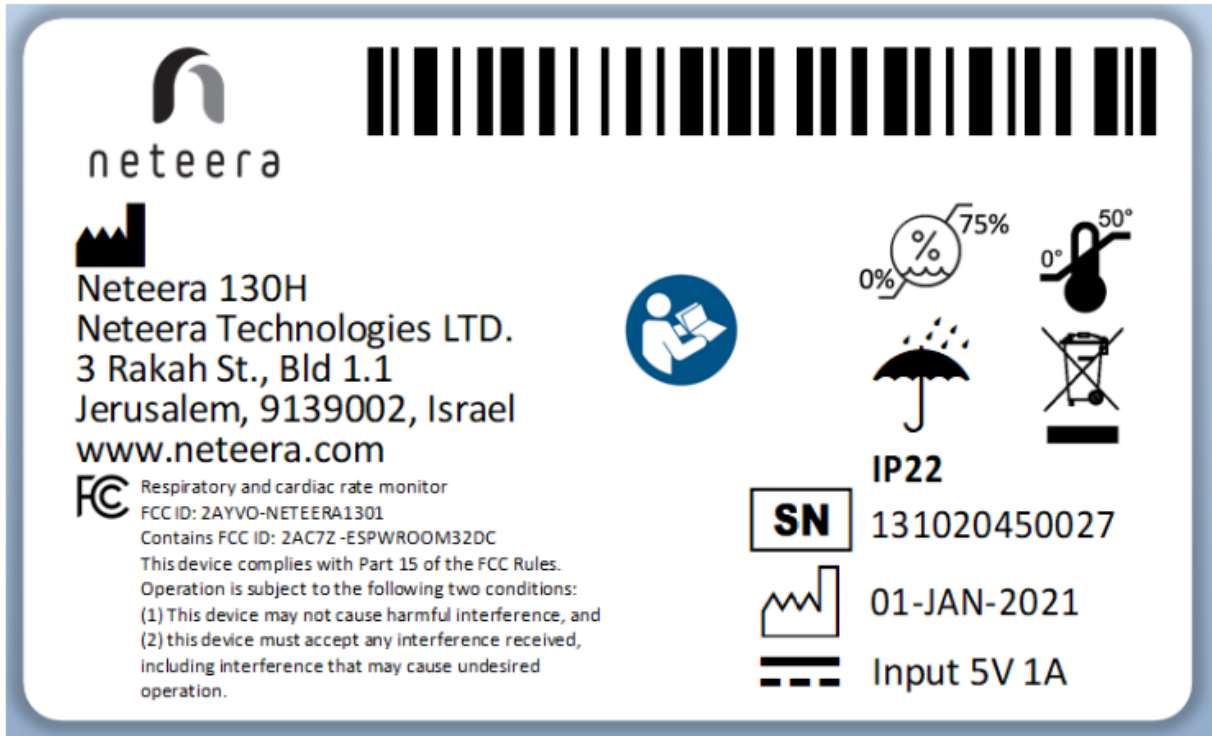 neteera
Neteera 130H
Neteera Technologies LTD.
3 Rakah St., Bld 1.1
Jerusalem, 9139002, Israel
www.neteera.com
FC Respiratory and cardiac rate monitor
FCC ID: 2AYVO-NETEERA1301
Contains FCC ID: 2AC7Z -ESPWROOM32DC
This device complies with Part 15 of the FCC Rules.
Operation is subject to the following two conditions:
(1) This device may not cause harmful interference, and
(2) this device must accept any interference received,
including interference that may cause undesired
operation.
% 75%
0%
50°
0°
IP22
SN 131020450027
01-JAN-2021
Input 5V 1A